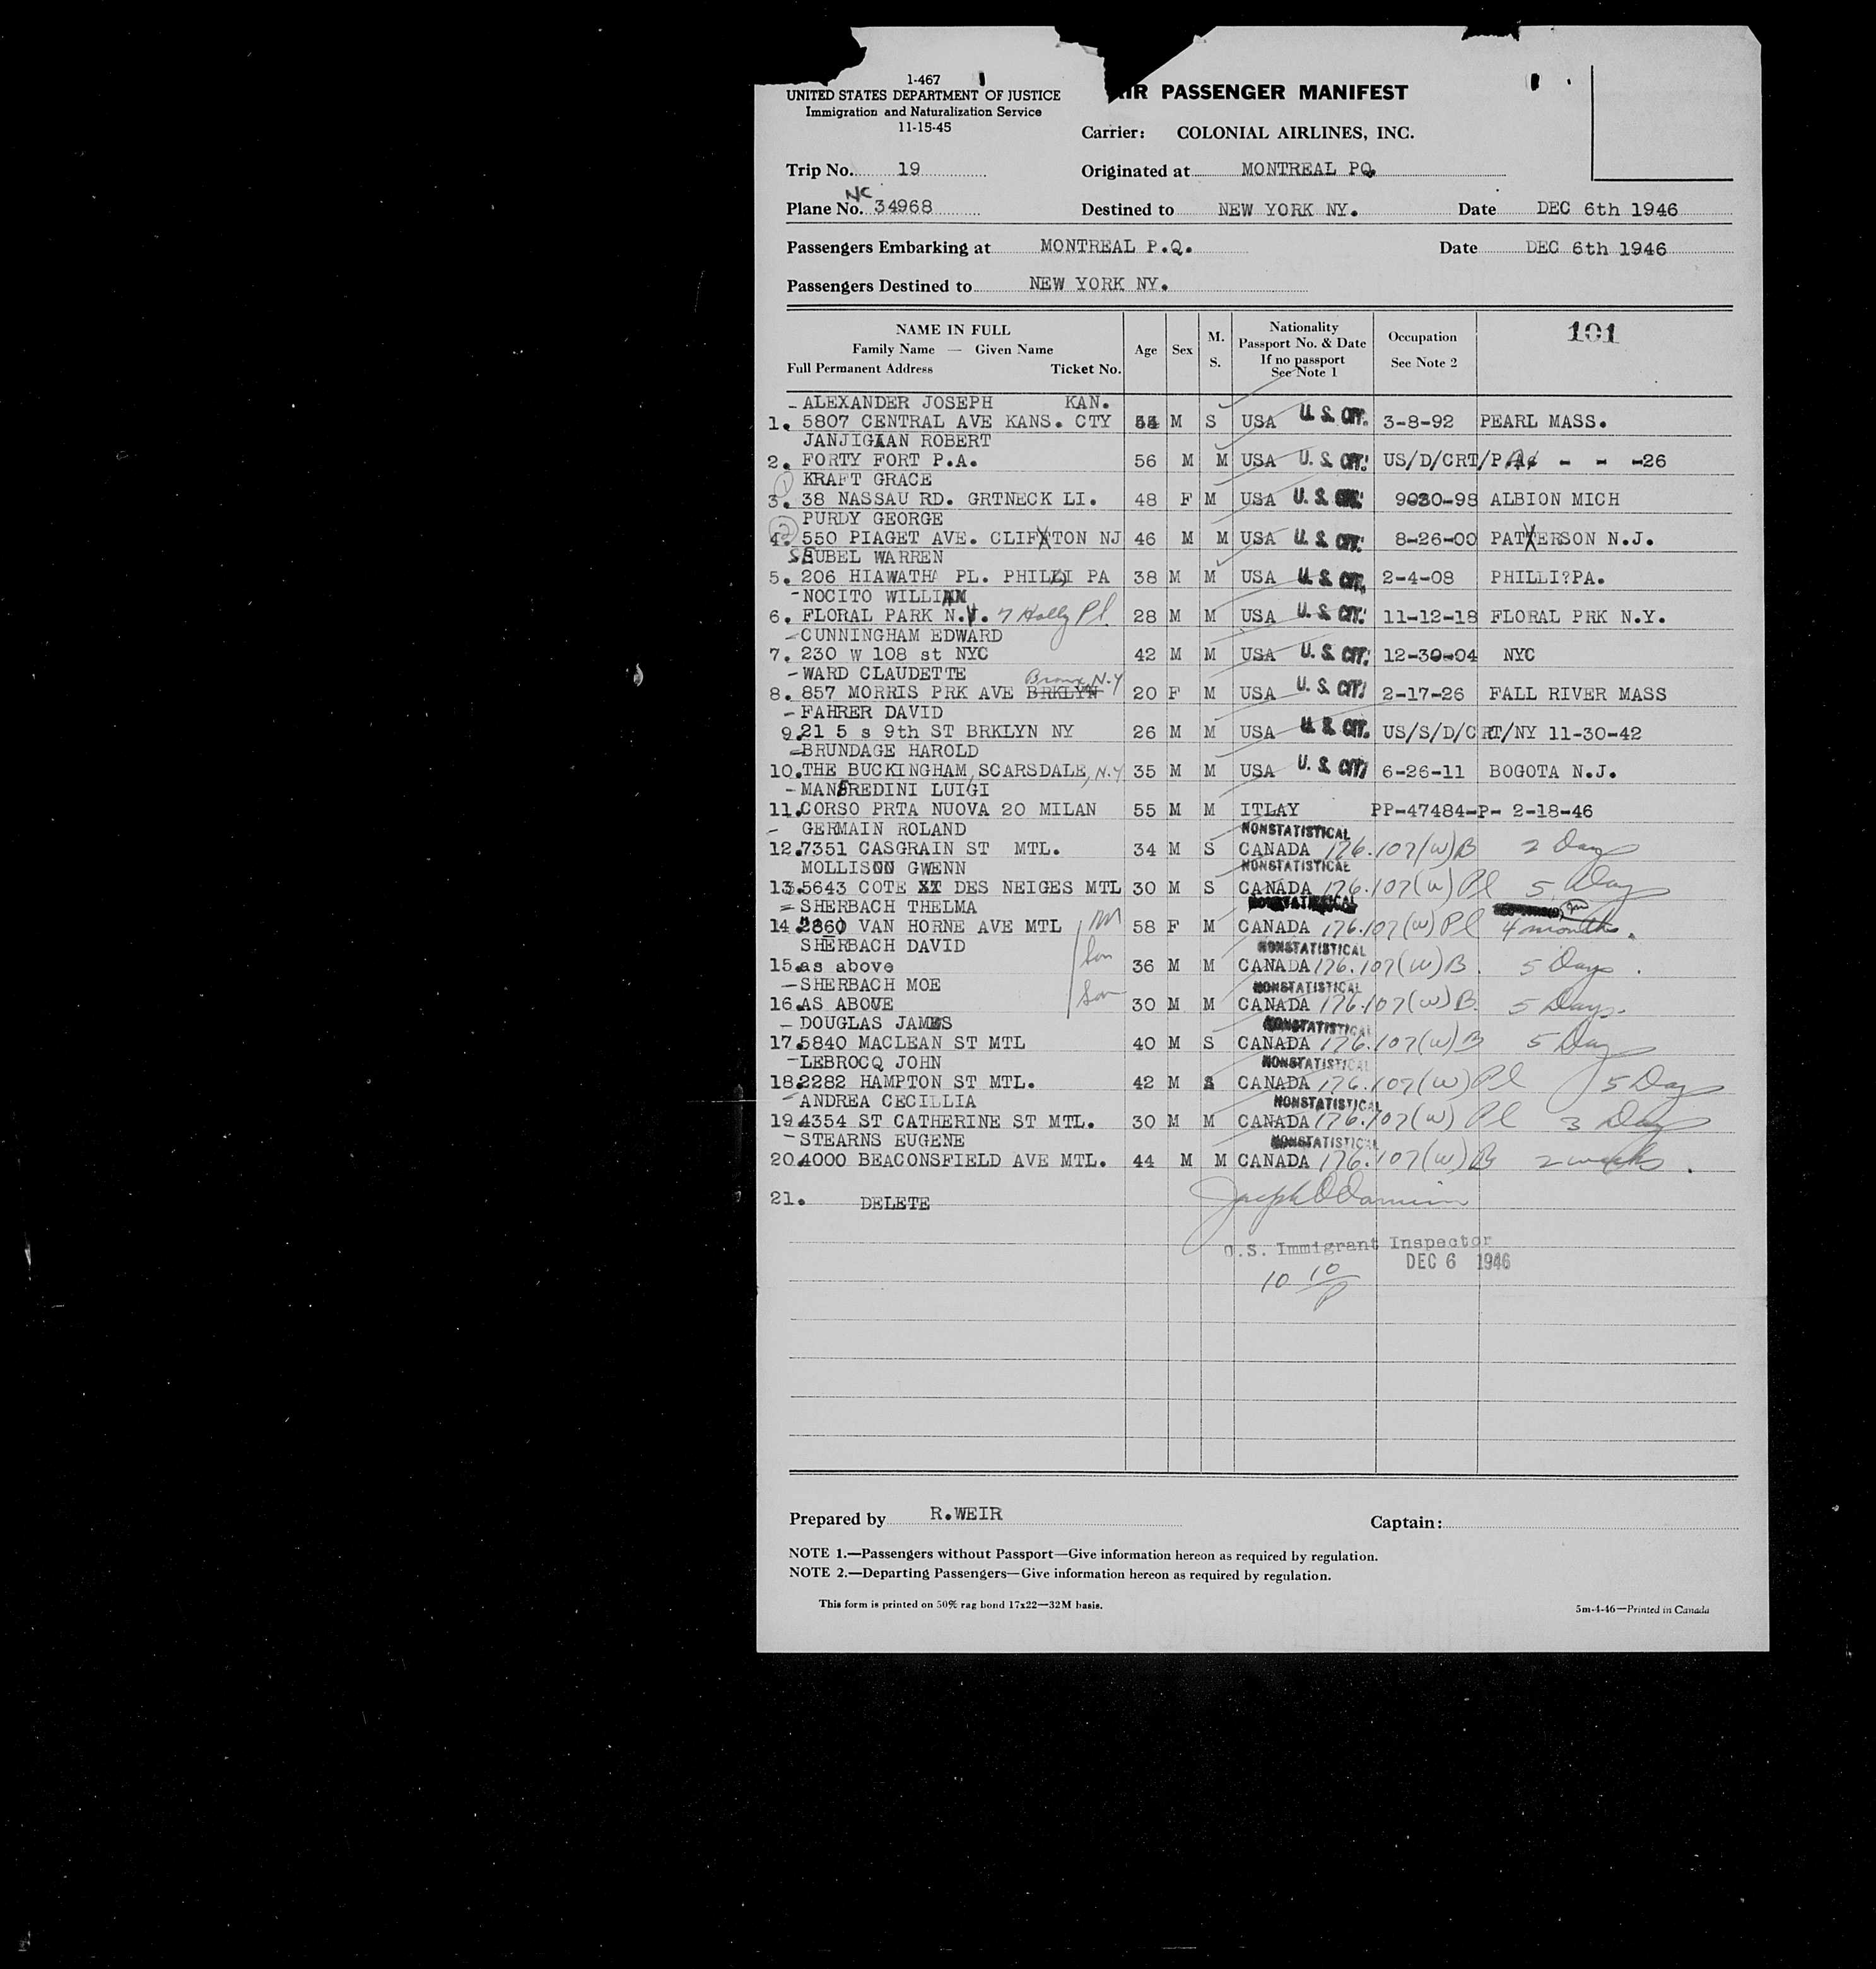 1-467
UNITED STATES DEPARTMENT OF JUSTICE
Immigration and Naturalization Service
11-15-45
AIR PASSENGER MANIFEST
Carrier: COLONIAL AIRLINES, INC.
Trip No. 19 Originated at MONTREAL PQ.
NC
Plane No. 34968 Destined to NEW YORK NY. Date DEC 6th 1946
Passengers Embarking at MONTREAL P.Q. Date DEC 6th 1946
Passengers Destined to NEW YORK NY.
NAME IN FULL
Family Name — Given Name
Full Permanent Address Ticket No.
Age Sex M. S.
Nationality
Passport No. & Date
If no passport
See Note 1
Occupation
See Note 2
101
- ALEXANDER JOSEPH KAN.
1. 5807 CENTRAL AVE KANS. CTY 54 M S USA U. S. CIT. 3-8-92 PEARL MASS.
JANJIGIAN ROBERT
2. FORTY FORT P.A. 56 M M USA U. S. CIT. US/D/CRT/P.A. - - -26
KRAFT GRACE
3. 38 NASSAU RD. GRTNECK LI. 48 F M USA U. S. CIT. 9-30-98 ALBION MICH
PURDY GEORGE
4. 550 PIAGET AVE. CLIFTON NJ 46 M M USA U. S. CIT. 8-26-00 PATERSON N.J.
SEUBEL WARREN
5. 206 HIAWATHA PL. PHILLI PA 38 M M USA U. S. CIT. 2-4-08 PHILLI?PA.
-NOCITO WILLIAM
6. FLORAL PARK N.Y. 7 Holly Pl. 28 M M USA U. S. CIT. 11-12-18 FLORAL PRK N.Y.
-CUNNINGHAM EDWARD
7. 230 W 108 st NYC 42 M M USA U. S. CIT. 12-30-04 NYC
-WARD CLAUDETTE Bronx N.Y
8. 857 MORRIS PRK AVE BRKLYN 20 F M USA U. S. CIT. 2-17-26 FALL RIVER MASS
- FAHRER DAVID
9. 21 5 s 9th ST BRKLYN NY 26 M M USA U. S. CIT. US/S/D/CRT/NY 11-30-42
-BRUNDAGE HAROLD
10. THE BUCKINGHAM, SCARSDALE, N.Y 35 M M USA U. S. CIT. 6-26-11 BOGOTA N.J.
- MANFREDINI LUIGI
11. CORSO PRTA NUOVA 20 MILAN 55 M M ITLAY PP-47484-P- 2-18-46
- GERMAIN ROLAND NONSTATISTICAL
12. 7351 CASGRAIN ST MTL. 34 M S CANADA 176.107(w)B 2 Days
MOLLISON GWENN NONSTATISTICAL
13. 5643 COTE XX DES NEIGES MTL 30 M S CANADA 176.107(w) Pl 5 Days
= SHERBACH THELMA NONSTATISTICAL
14. 2860 VAN HORNE AVE MTL M 58 F M CANADA 176.107(w) Pl 4 months.
SHERBACH DAVID NONSTATISTICAL
15. as above Son 36 M M CANADA 176.107(w)B. 5 Days.
-SHERBACH MOE NONSTATISTICAL
16. AS ABOVE Son 30 M M CANADA 176.107(w)B. 5 Days.
- DOUGLAS JAMES NONSTATISTICAL
17. 5840 MACLEAN ST MTL 40 M S CANADA 176.107(w)B 5 Days
-LEBROCQ JOHN NONSTATISTICAL
18. 2282 HAMPTON ST MTL. 42 M S CANADA 176.107(w)Pl 5 Days
-ANDREA CECILLIA NONSTATISTICAL
19. 4354 ST CATHERINE ST MTL. 30 M M CANADA 176.107(w) Pl 3 Days
-STEARNS EUGENE NONSTATISTICAL
20. 4000 BEACONSFIELD AVE MTL. 44 M M CANADA 176.107(w)B 2 weeks.
21. DELETE
U.S. Immigrant Inspector
DEC 6 1946
10 10/P
Prepared by R.WEIR Captain:
NOTE 1.—Passengers without Passport—Give information hereon as required by regulation.
NOTE 2.—Departing Passengers—Give information hereon as required by regulation.
This form is printed on 50% rag bond 17x22—32M basis. 5m-4-46—Printed in Canada